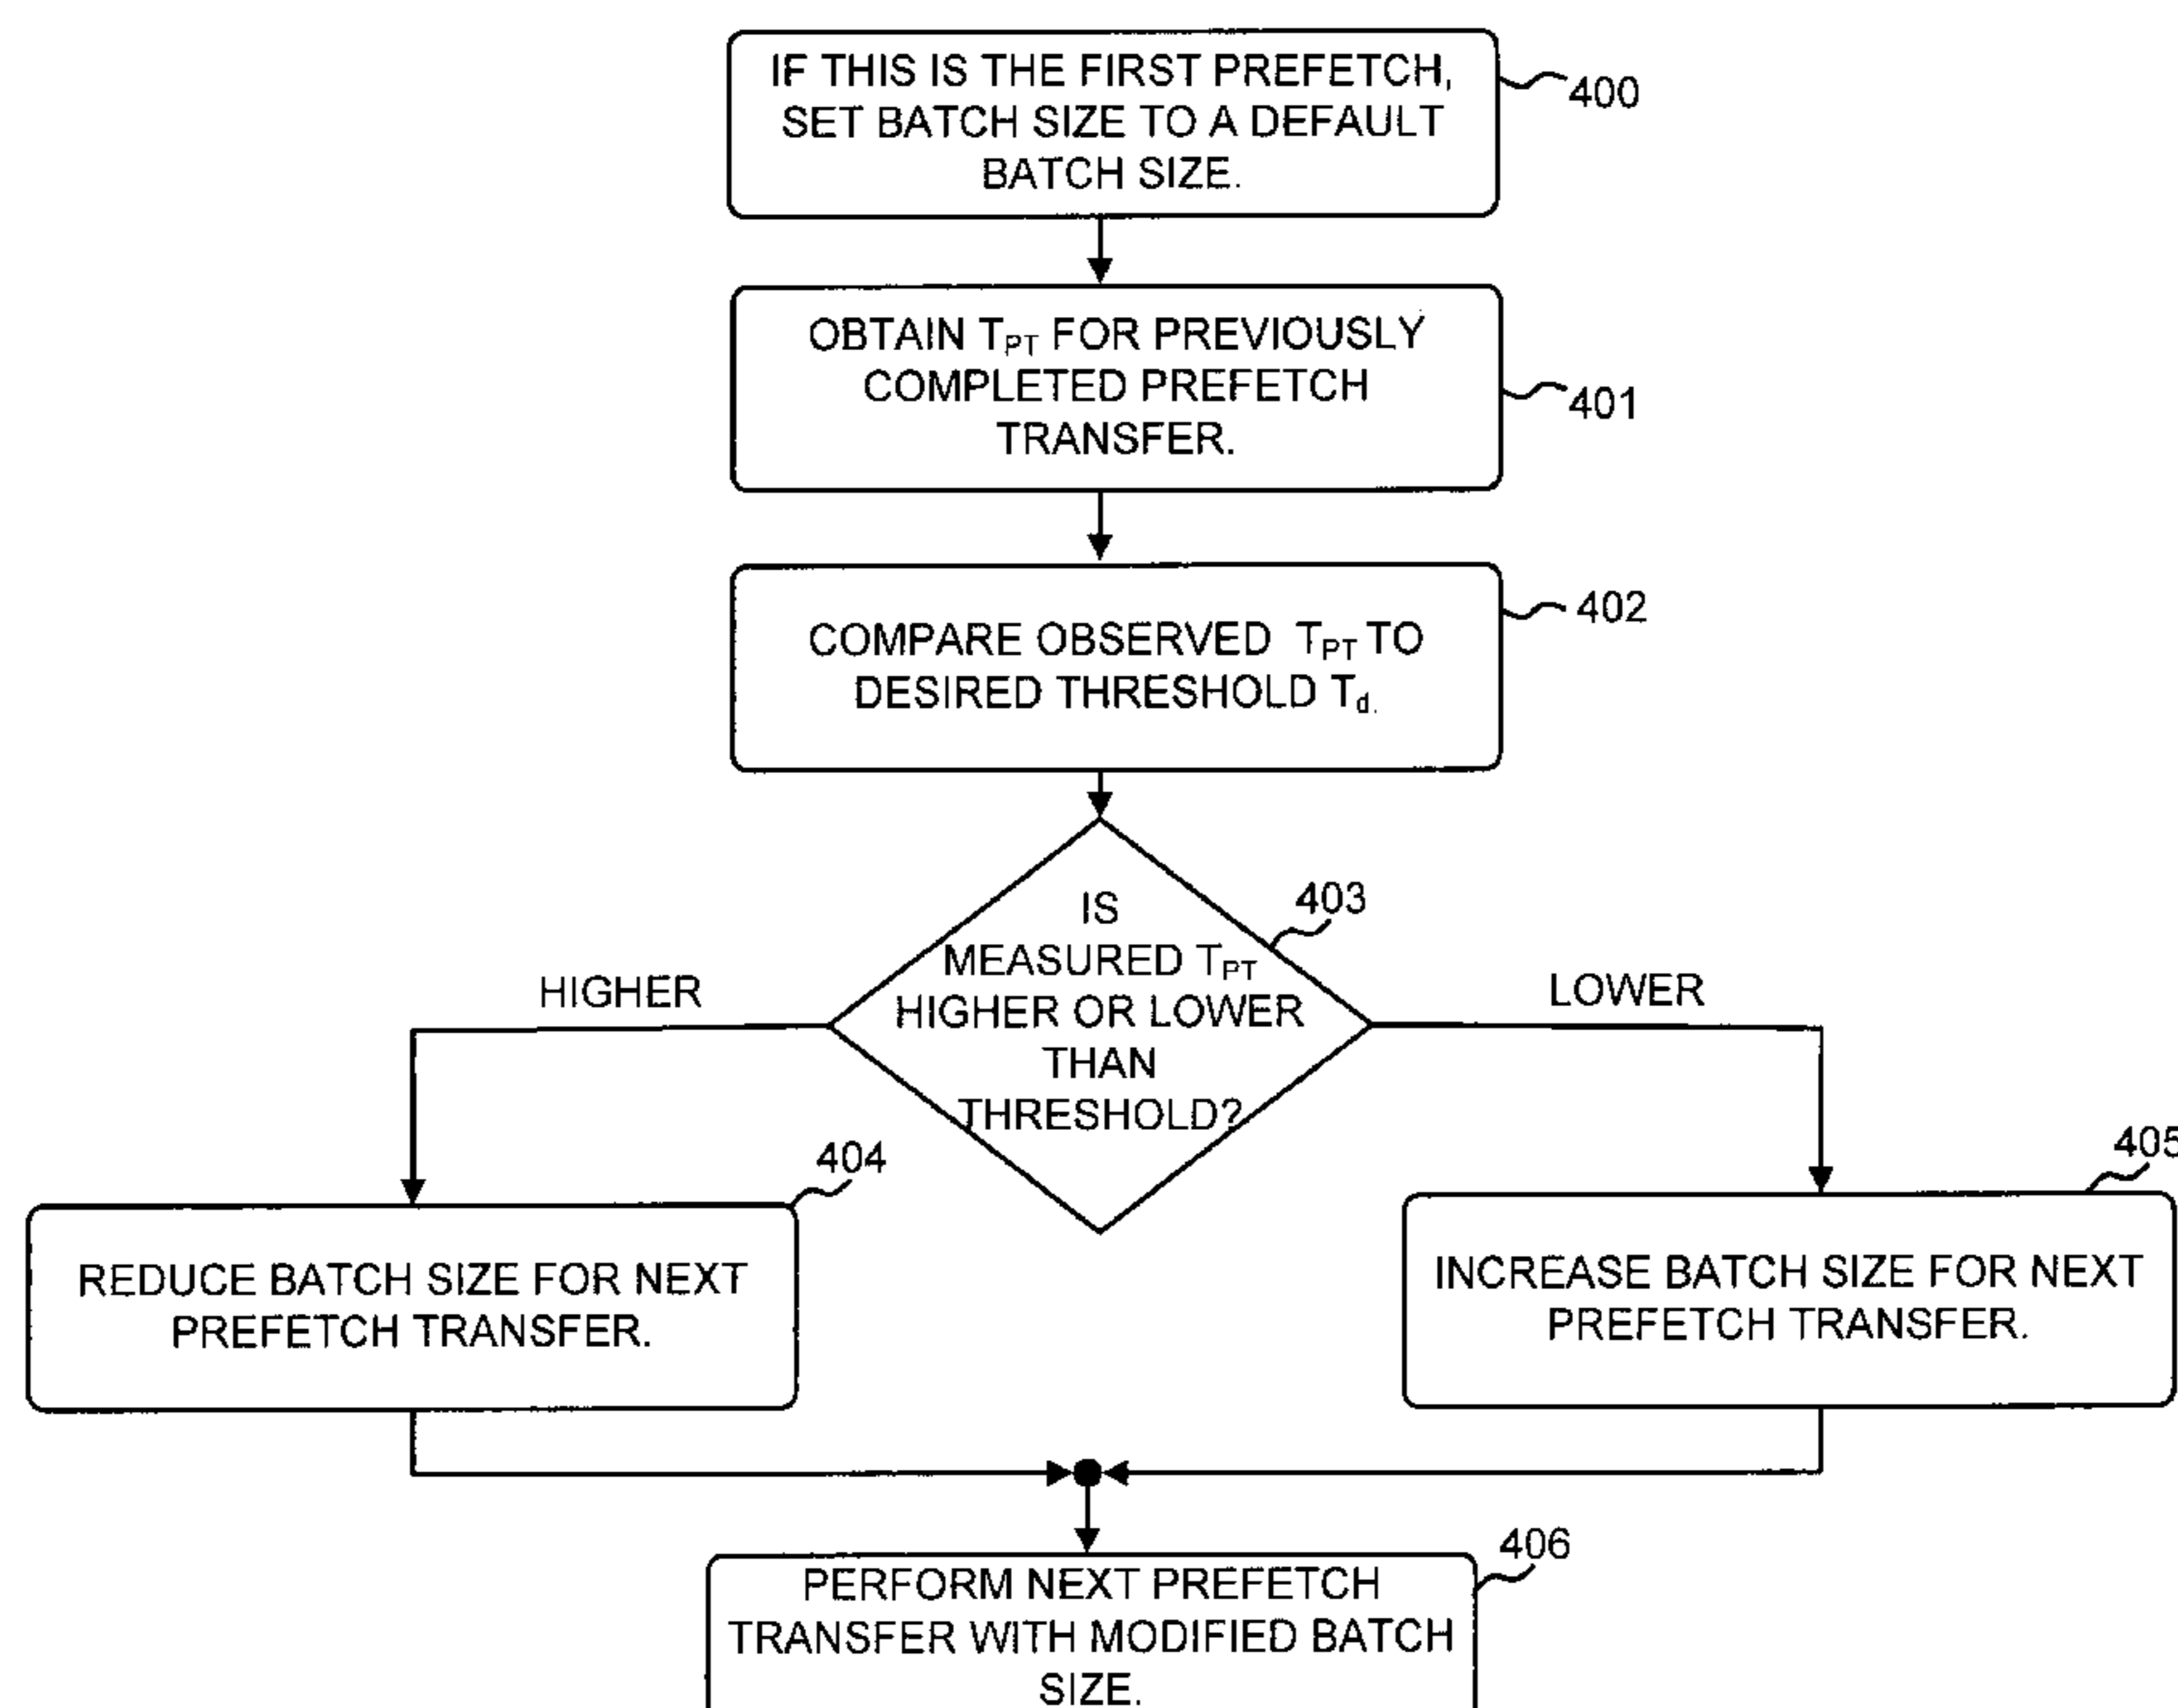 IF THIS IS THE FIRST PREFETCH,
SET BATCH SIZE TO A DEFAULT
BATCH SIZE.
400
OBTAIN TPT FOR PREVIOUSLY
COMPLETED PREFETCH
TRANSFER.
401
COMPARE OBSERVED TPT TO
DESIRED THRESHOLD Td.
402
IS
MEASURED TPT
HIGHER OR LOWER
THAN
THRESHOLD?
403
HIGHER
LOWER
404
REDUCE BATCH SIZE FOR NEXT
PREFETCH TRANSFER.
405
INCREASE BATCH SIZE FOR NEXT
PREFETCH TRANSFER.
406
PERFORM NEXT PREFETCH
TRANSFER WITH MODIFIED BATCH
SIZE.